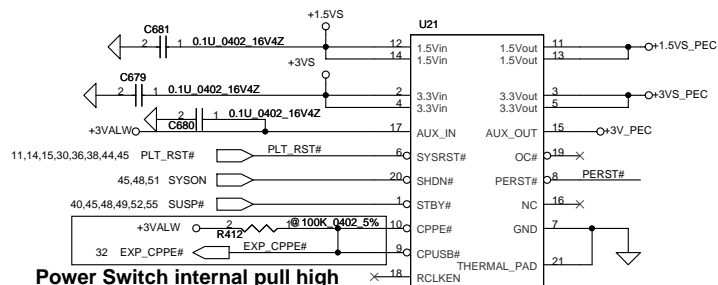 +1.5VS
U21
C681
2 1 0.1U_0402_16V4Z
12 1.5Vin 1.5Vout 11 +1.5VS_PEC
14 1.5Vin 1.5Vout 13
C679
+3VS
2 1 0.1U_0402_16V4Z
2 3.3Vin 3.3Vout 3 +3VS_PEC
4 3.3Vin 3.3Vout 5
2 1 0.1U_0402_16V4Z
C680
+3VALW 17 AUX_IN AUX_OUT 15 +3V_PEC
11,14,15,30,36,38,44,45 PLT_RST# PLT_RST# 6 SYSRST# OC# 19
45,48,51 SYSON 20 SHDN# PERST# 8 PERST#
40,45,48,49,52,55 SUSP# 1 STBY# NC 16
+3VALW 2 1 @100K_0402_5% 10 CPPE# GND 7
R412
32 EXP_CPPE# EXP_CPPE# 9 CPUSB#
THERMAL_PAD 21
Power Switch internal pull high 18 RCLKEN